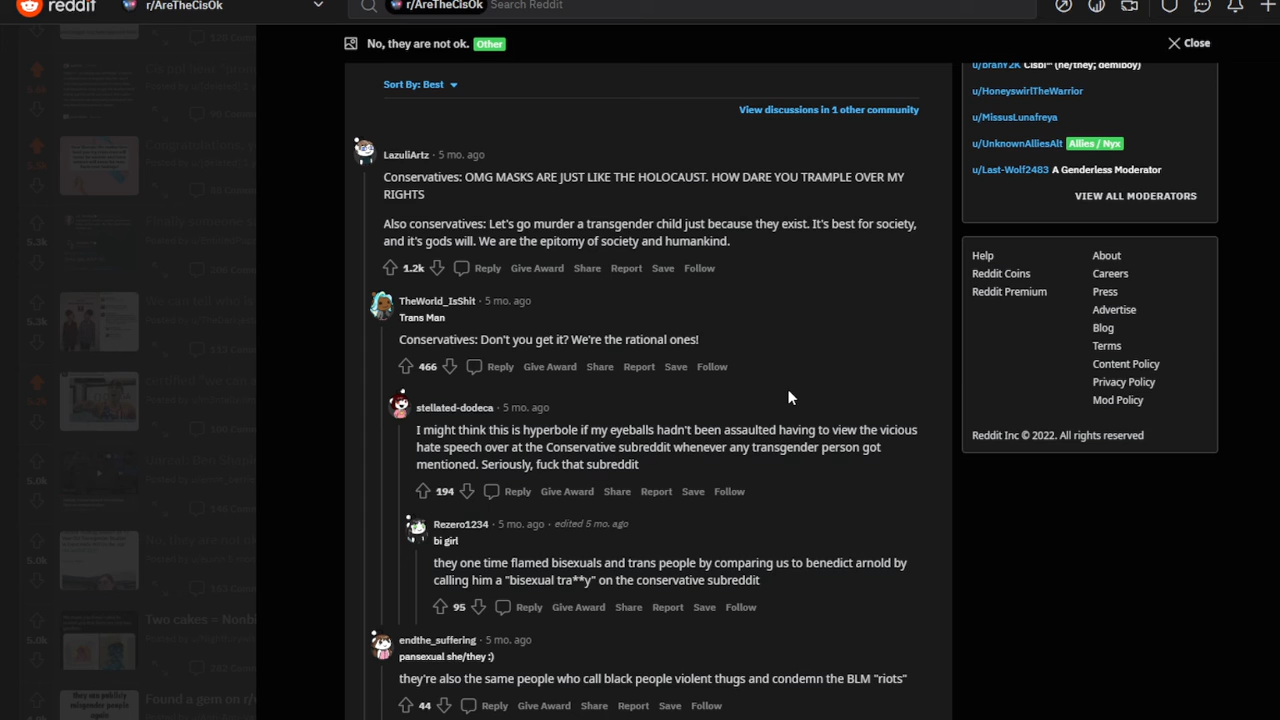 reddit
r/AreTheCisOk
r/AreTheCisOk Search Reddit
No, they are not ok. Other
Close
Sort By: Best
View discussions in 1 other community
LazuliArtz · 5 mo. ago
Conservatives: OMG MASKS ARE JUST LIKE THE HOLOCAUST. HOW DARE YOU TRAMPLE OVER MY
RIGHTS
Also conservatives: Let's go murder a transgender child just because they exist. It's best for society,
and it's gods will. We are the epitomy of society and humankind.
1.2k Reply Give Award Share Report Save Follow
TheWorld_IsShit · 5 mo. ago
Trans Man
Conservatives: Don't you get it? We're the rational ones!
466 Reply Give Award Share Report Save Follow
stellated-dodeca · 5 mo. ago
I might think this is hyperbole if my eyeballs hadn't been assaulted having to view the vicious
hate speech over at the Conservative subreddit whenever any transgender person got
mentioned. Seriously, fuck that subreddit
194 Reply Give Award Share Report Save Follow
Rezero1234 · 5 mo. ago · edited 5 mo. ago
bi girl
they one time flamed bisexuals and trans people by comparing us to benedict arnold by
calling him a "bisexual tra**y" on the conservative subreddit
95 Reply Give Award Share Report Save Follow
endthe_suffering · 5 mo. ago
pansexual she/they :)
they're also the same people who call black people violent thugs and condemn the BLM "riots"
44 Reply Give Award Share Report Save Follow
u/branY2K Cisbi™ (he/they; demiboy)
u/HoneyswirlTheWarrior
u/MissusLunafreya
u/UnknownAlliesAlt Allies / Nyx
u/Last-Wolf2483 A Genderless Moderator
VIEW ALL MODERATORS
Help
Reddit Coins
Reddit Premium
About
Careers
Press
Advertise
Blog
Terms
Content Policy
Privacy Policy
Mod Policy
Reddit Inc © 2022. All rights reserved